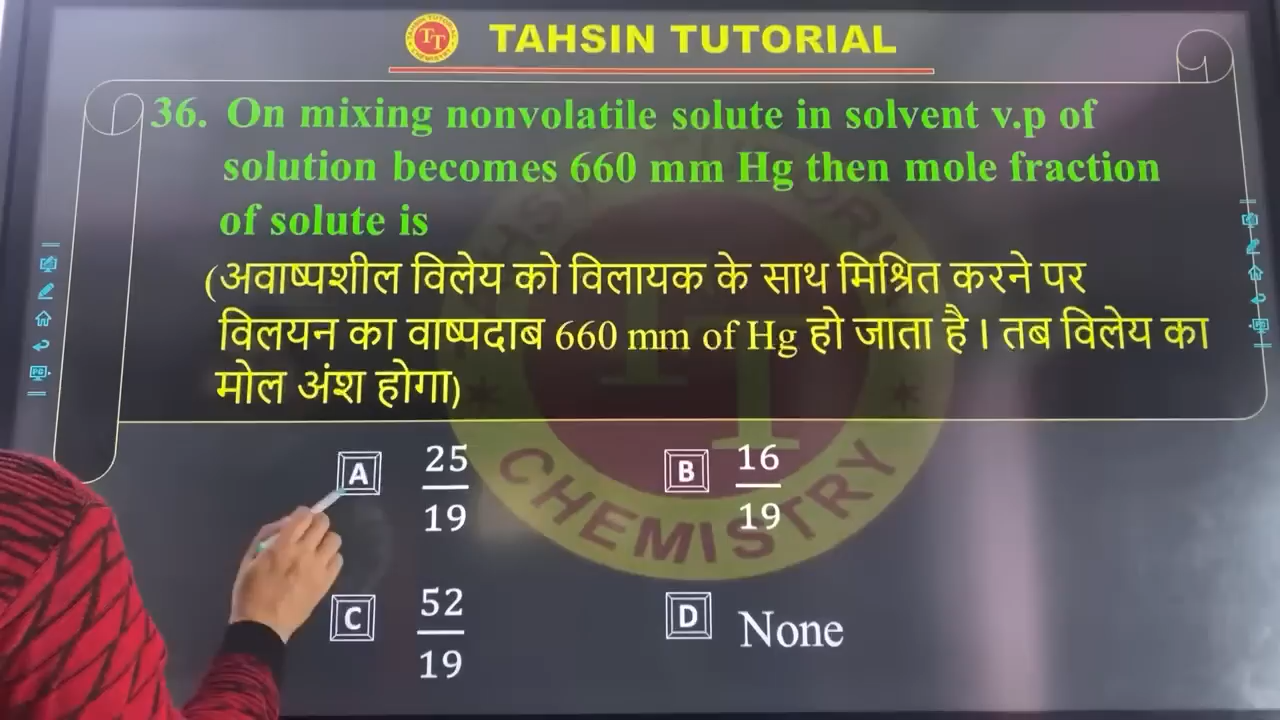 TAHSIN TUTORIAL
36. On mixing nonvolatile solute in solvent v.p of
solution becomes 660 mm Hg then mole fraction
of solute is
(अवाष्पशील विलेय को विलायक के साथ मिश्रित करने पर
विलयन का वाष्पदाब 660 mm of Hg हो जाता है। तब विलेय का
मोल अंश होगा)
A 25/19
B 16/19
C 52/19
D None
TT
CHEMISTRY